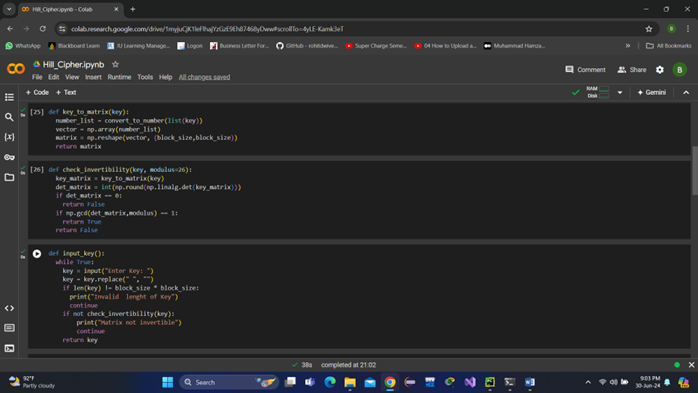 Hill_Cipher.ipynb - Colab
colab.research.google.com/drive/1myjuCjK1leFlhajYzGzE9Eh87468yDww#scrollTo=4yLE-Kamk3eT
WhatsApp Blackboard Learn IU Learning Manage... Logon Business Letter For... GitHub - rohitdwive... Super Charge Seme... 04 How to Upload a... Muhammad Hamza... All Bookmarks
Hill_Cipher.ipynb
File Edit View Insert Runtime Tools Help All changes saved
Comment Share B
+ Code + Text
RAM
Disk
Gemini
[25] def key_to_matrix(key):
number_list = convert_to_number(list(key))
vector = np.array(number_list)
matrix = np.reshape(vector, (block_size,block_size))
return matrix
[26] def check_invertibility(key, modulus=26):
key_matrix = key_to_matrix(key)
det_matrix = int(np.round(np.linalg.det(key_matrix)))
if det_matrix == 0:
return False
if np.gcd(det_matrix,modulus) == 1:
return True
return False
def input_key():
while True:
key = input("Enter Key: ")
key = key.replace(" ", "")
if len(key) != block_size * block_size:
print("Invalid lenght of Key")
continue
if not check_invertibility(key):
print("Matrix not invertible")
continue
return key
38s completed at 21:02
92°F
Partly cloudy
Search
9:03 PM
30-Jun-24